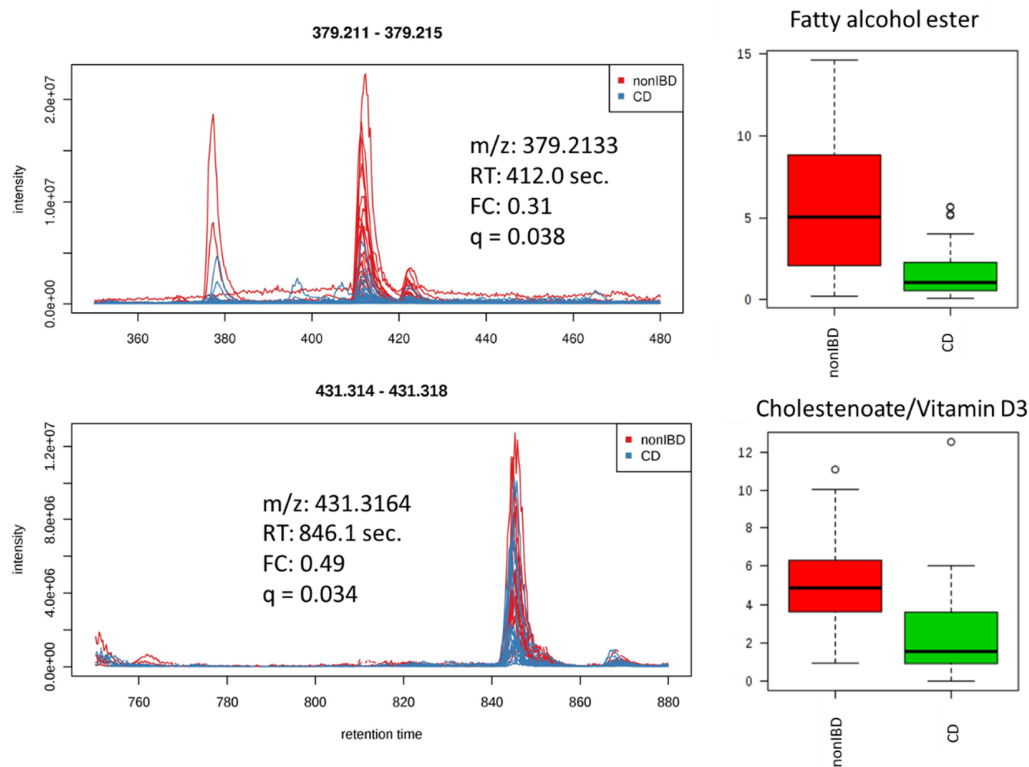 379.211 - 379.215
intensity
0.0e+00
1.0e+07
2.0e+07
nonIBD
CD
m/z: 379.2133
RT: 412.0 sec.
FC: 0.31
q = 0.038
360 380 400 420 440 460 480
Fatty alcohol ester
15
10
5
0
nonIBD
CD
431.314 - 431.318
intensity
0.0e+00
4.0e+06
8.0e+06
1.2e+07
nonIBD
CD
m/z: 431.3164
RT: 846.1 sec.
FC: 0.49
q = 0.034
760 780 800 820 840 860 880
retention time
Cholestenoate/Vitamin D3
12
10
8
6
4
2
0
nonIBD
CD